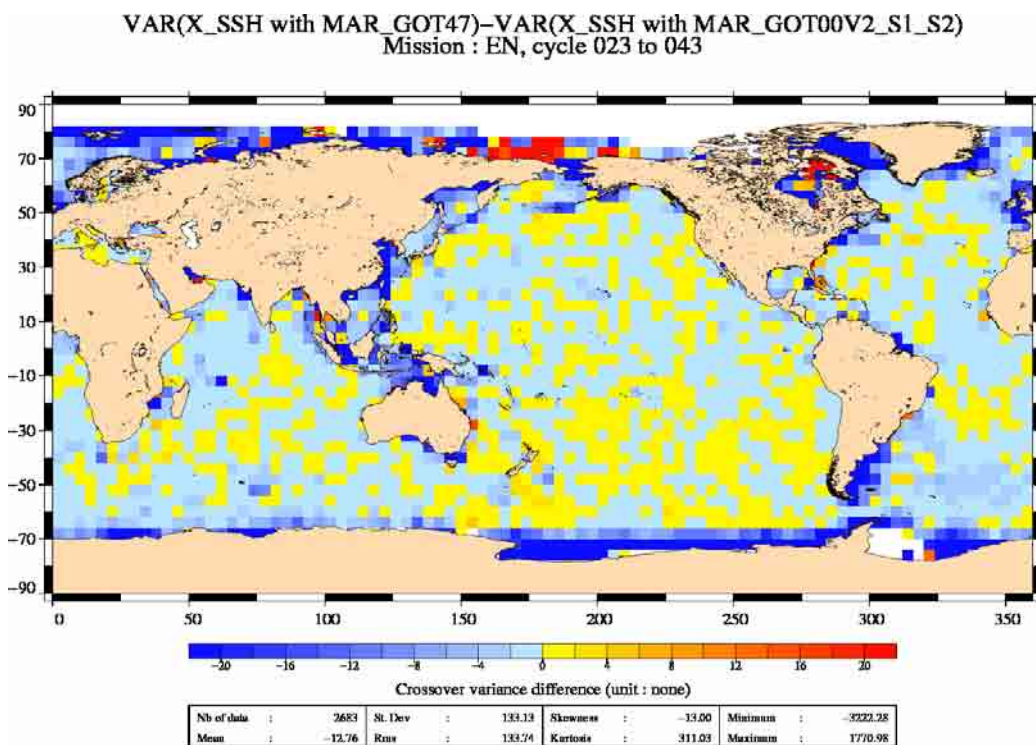 VAR(X_SSH with MAR_GOT47)-VAR(X_SSH with MAR_GOT00V2_S1_S2)
Mission : EN, cycle 023 to 043
90
70
50
30
10
-10
-30
-50
-70
-90
0 50 100 150 200 250 300 350
-20 -16 -12 -8 -4 0 4 8 12 16 20
Crossover variance difference (unit : none)
Nb of data : 2683 St. Dev : 133.13 Skewness : -13.00 Minimum : -3222.28
Mean : -12.76 Rms : 133.74 Kurtosis : 311.03 Maximum : 1770.98